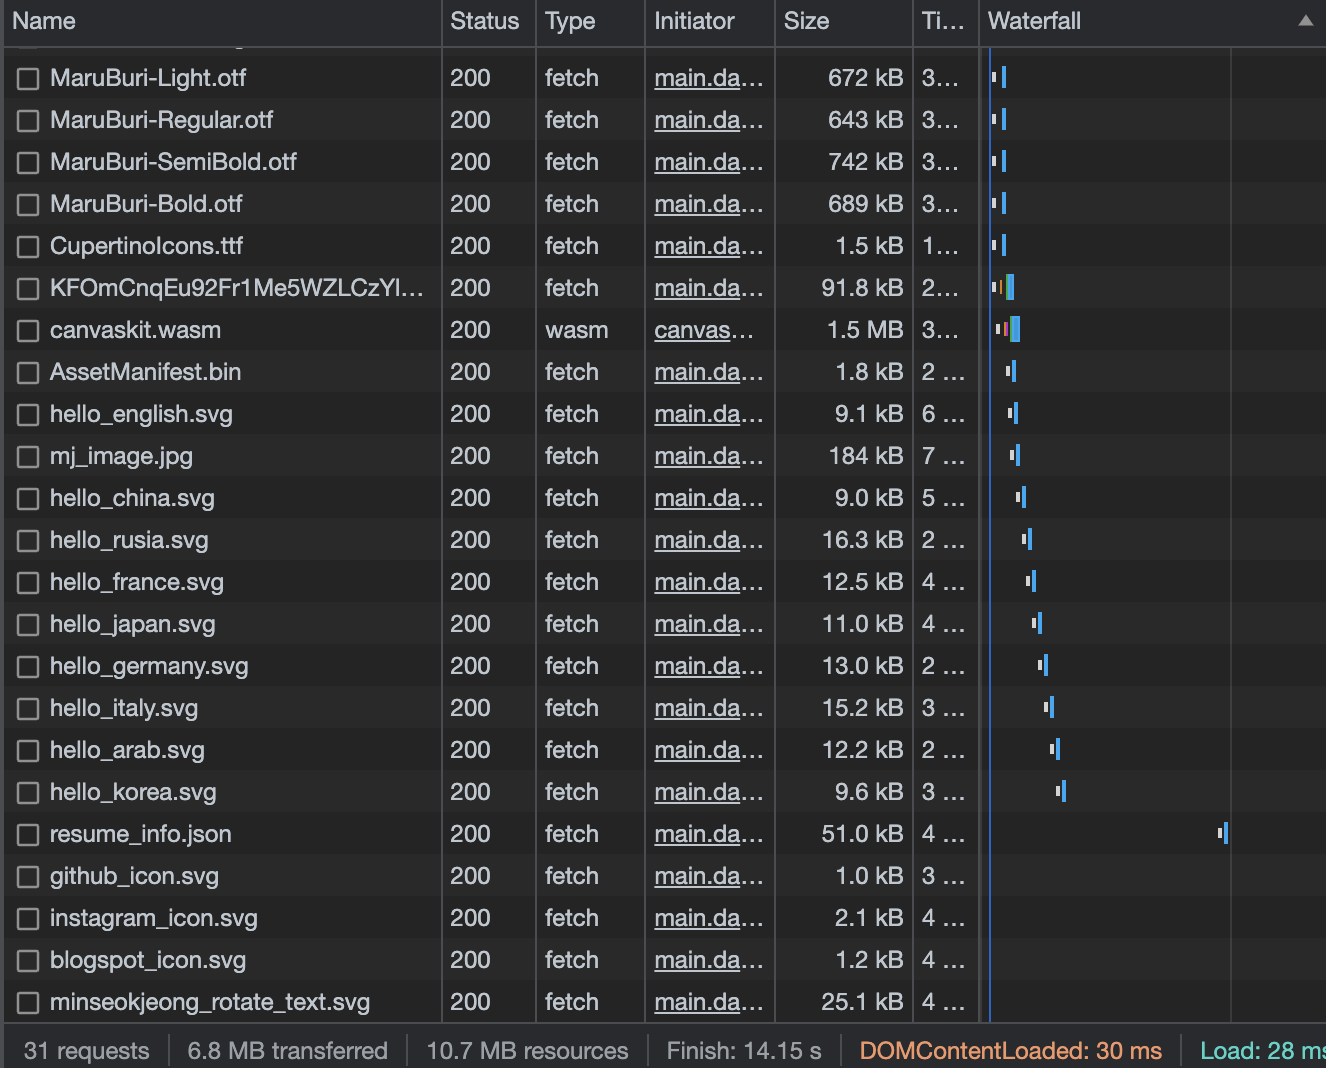 Name Status Type Initiator Size Ti... Waterfall
MaruBuri-Light.otf 200 fetch main.da... 672 kB 3...
MaruBuri-Regular.otf 200 fetch main.da... 643 kB 3...
MaruBuri-SemiBold.otf 200 fetch main.da... 742 kB 3...
MaruBuri-Bold.otf 200 fetch main.da... 689 kB 3...
CupertinoIcons.ttf 200 fetch main.da... 1.5 kB 1...
KFOmCnqEu92Fr1Me5WZLCzYl... 200 fetch main.da... 91.8 kB 2...
canvaskit.wasm 200 wasm canvas... 1.5 MB 3...
AssetManifest.bin 200 fetch main.da... 1.8 kB 2 ...
hello_english.svg 200 fetch main.da... 9.1 kB 6 ...
mj_image.jpg 200 fetch main.da... 184 kB 7 ...
hello_china.svg 200 fetch main.da... 9.0 kB 5 ...
hello_rusia.svg 200 fetch main.da... 16.3 kB 2 ...
hello_france.svg 200 fetch main.da... 12.5 kB 4 ...
hello_japan.svg 200 fetch main.da... 11.0 kB 4 ...
hello_germany.svg 200 fetch main.da... 13.0 kB 2 ...
hello_italy.svg 200 fetch main.da... 15.2 kB 3 ...
hello_arab.svg 200 fetch main.da... 12.2 kB 2 ...
hello_korea.svg 200 fetch main.da... 9.6 kB 3 ...
resume_info.json 200 fetch main.da... 51.0 kB 4 ...
github_icon.svg 200 fetch main.da... 1.0 kB 3 ...
instagram_icon.svg 200 fetch main.da... 2.1 kB 4 ...
blogspot_icon.svg 200 fetch main.da... 1.2 kB 4 ...
minseokjeong_rotate_text.svg 200 fetch main.da... 25.1 kB 4 ...
31 requests 6.8 MB transferred 10.7 MB resources Finish: 14.15 s DOMContentLoaded: 30 ms Load: 28 ms